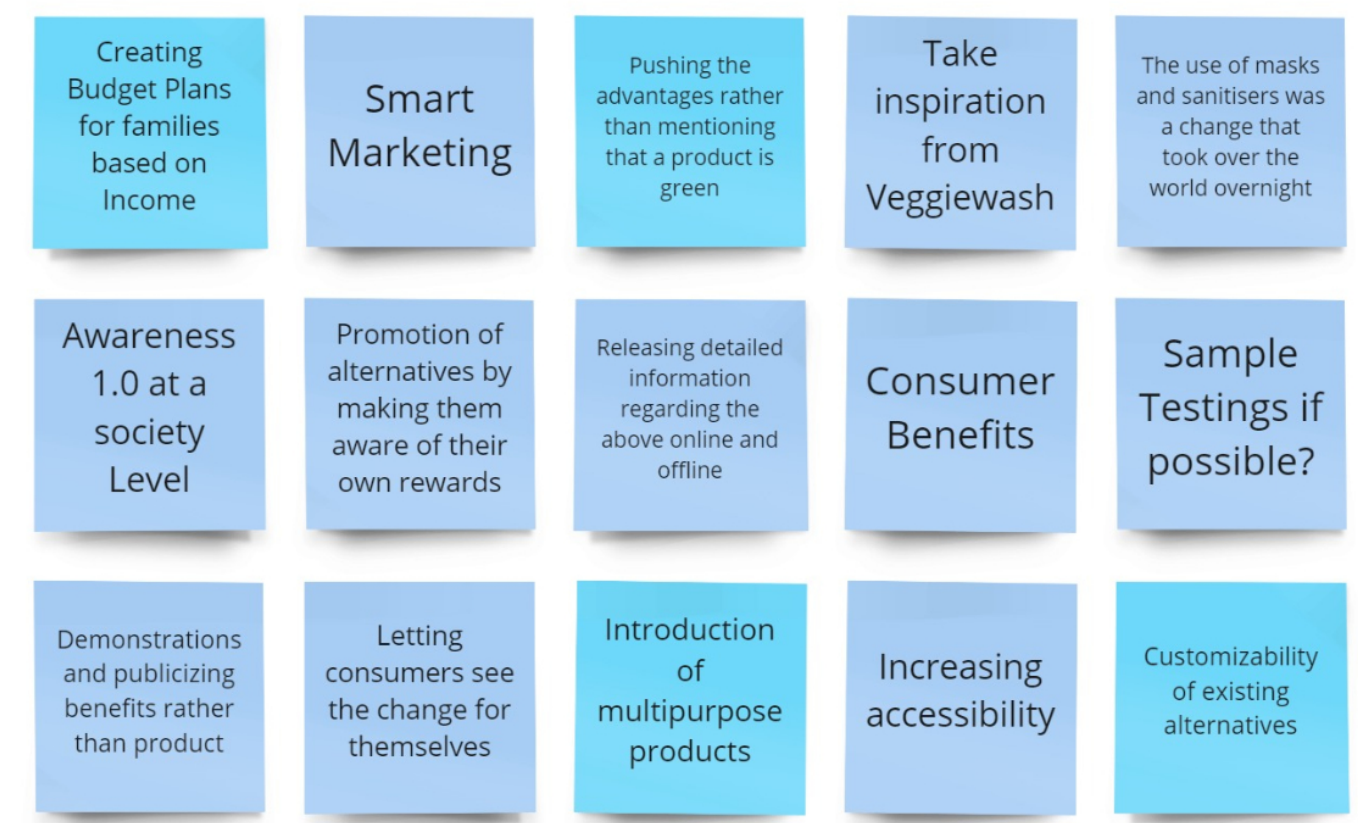 Creating
Budget Plans
for families
based on
Income
Smart
Marketing
Pushing the
advantages rather
than mentioning
that a product is
green
Take
inspiration
from
Veggiewash
The use of masks
and sanitisers was
a change that
took over the
world overnight
Awareness
1.0 at a
society
Level
Promotion of
alternatives by
making them
aware of their
own rewards
Releasing detailed
information
regarding the
above online and
offline
Consumer
Benefits
Sample
Testings if
possible?
Demonstrations
and publicizing
benefits rather
than product
Letting
consumers see
the change for
themselves
Introduction
of
multipurpose
products
Increasing
accessibility
Customizability
of existing
alternatives